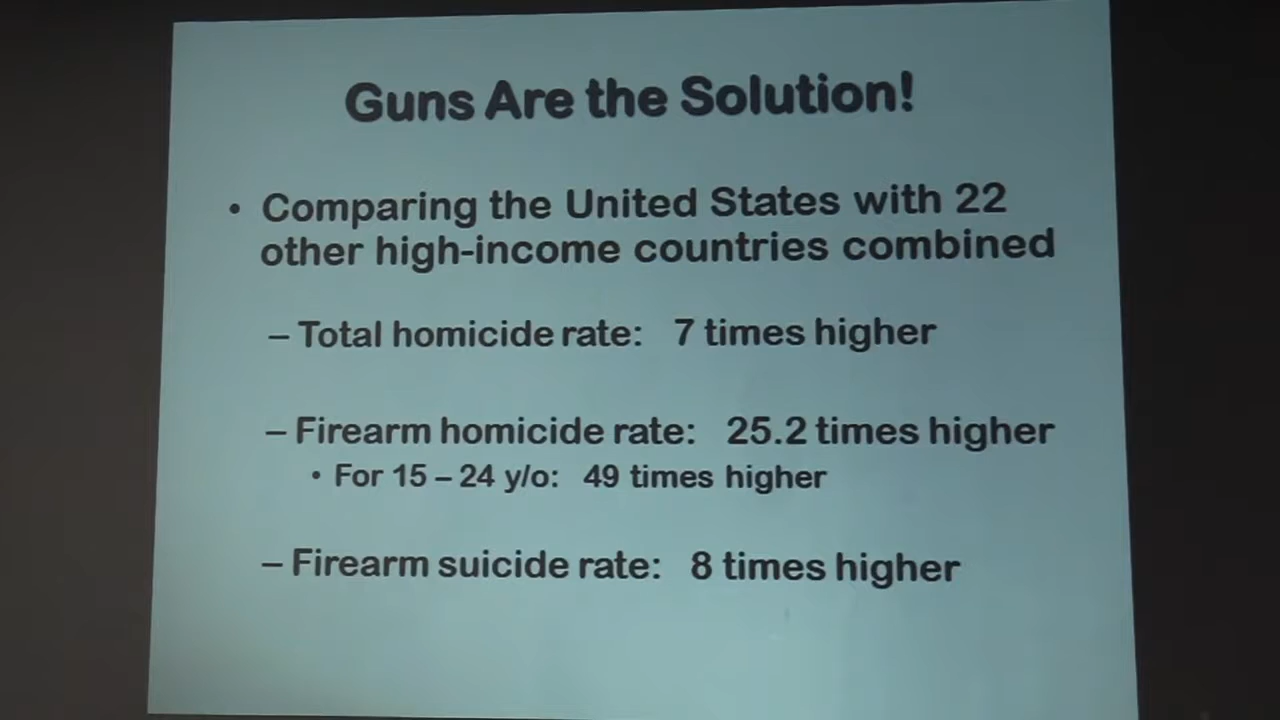 Guns Are the Solution!
• Comparing the United States with 22
other high-income countries combined
– Total homicide rate: 7 times higher
– Firearm homicide rate: 25.2 times higher
• For 15 – 24 y/o: 49 times higher
– Firearm suicide rate: 8 times higher